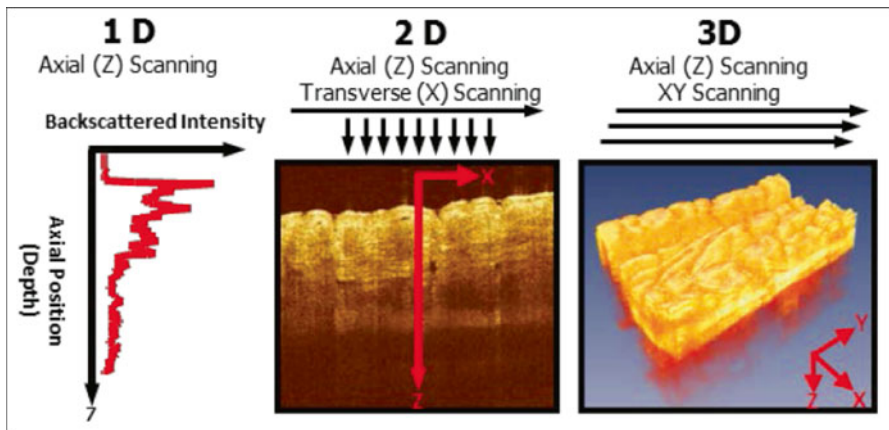 1 D
Axial (Z) Scanning
Backscattered Intensity
Axial Position
(Depth)
Z
2 D
Axial (Z) Scanning
Transverse (X) Scanning
X
Z
3D
Axial (Z) Scanning
XY Scanning
Y
X
Z